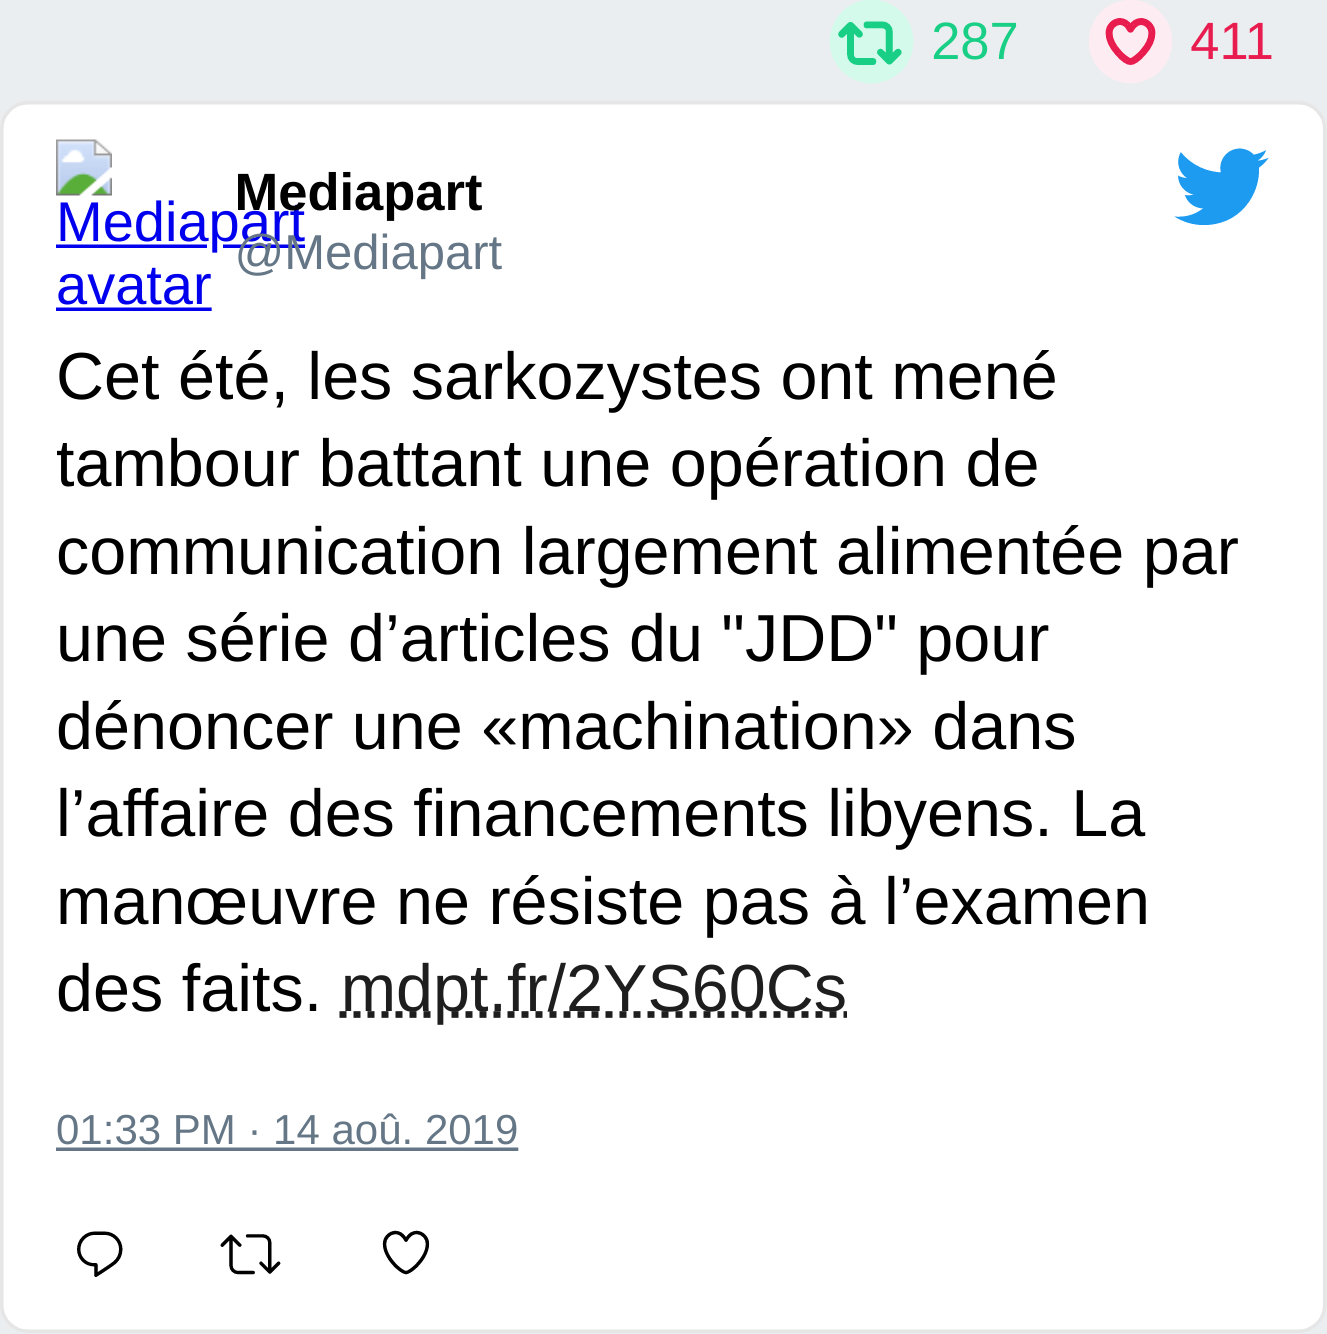 287 411
Mediapart
@Mediapart
Mediapart
avatar
Cet été, les sarkozystes ont mené
tambour battant une opération de
communication largement alimentée par
une série d’articles du "JDD" pour
dénoncer une «machination» dans
l’affaire des financements libyens. La
manœuvre ne résiste pas à l’examen
des faits. mdpt.fr/2YS60Cs
01:33 PM · 14 aoû. 2019